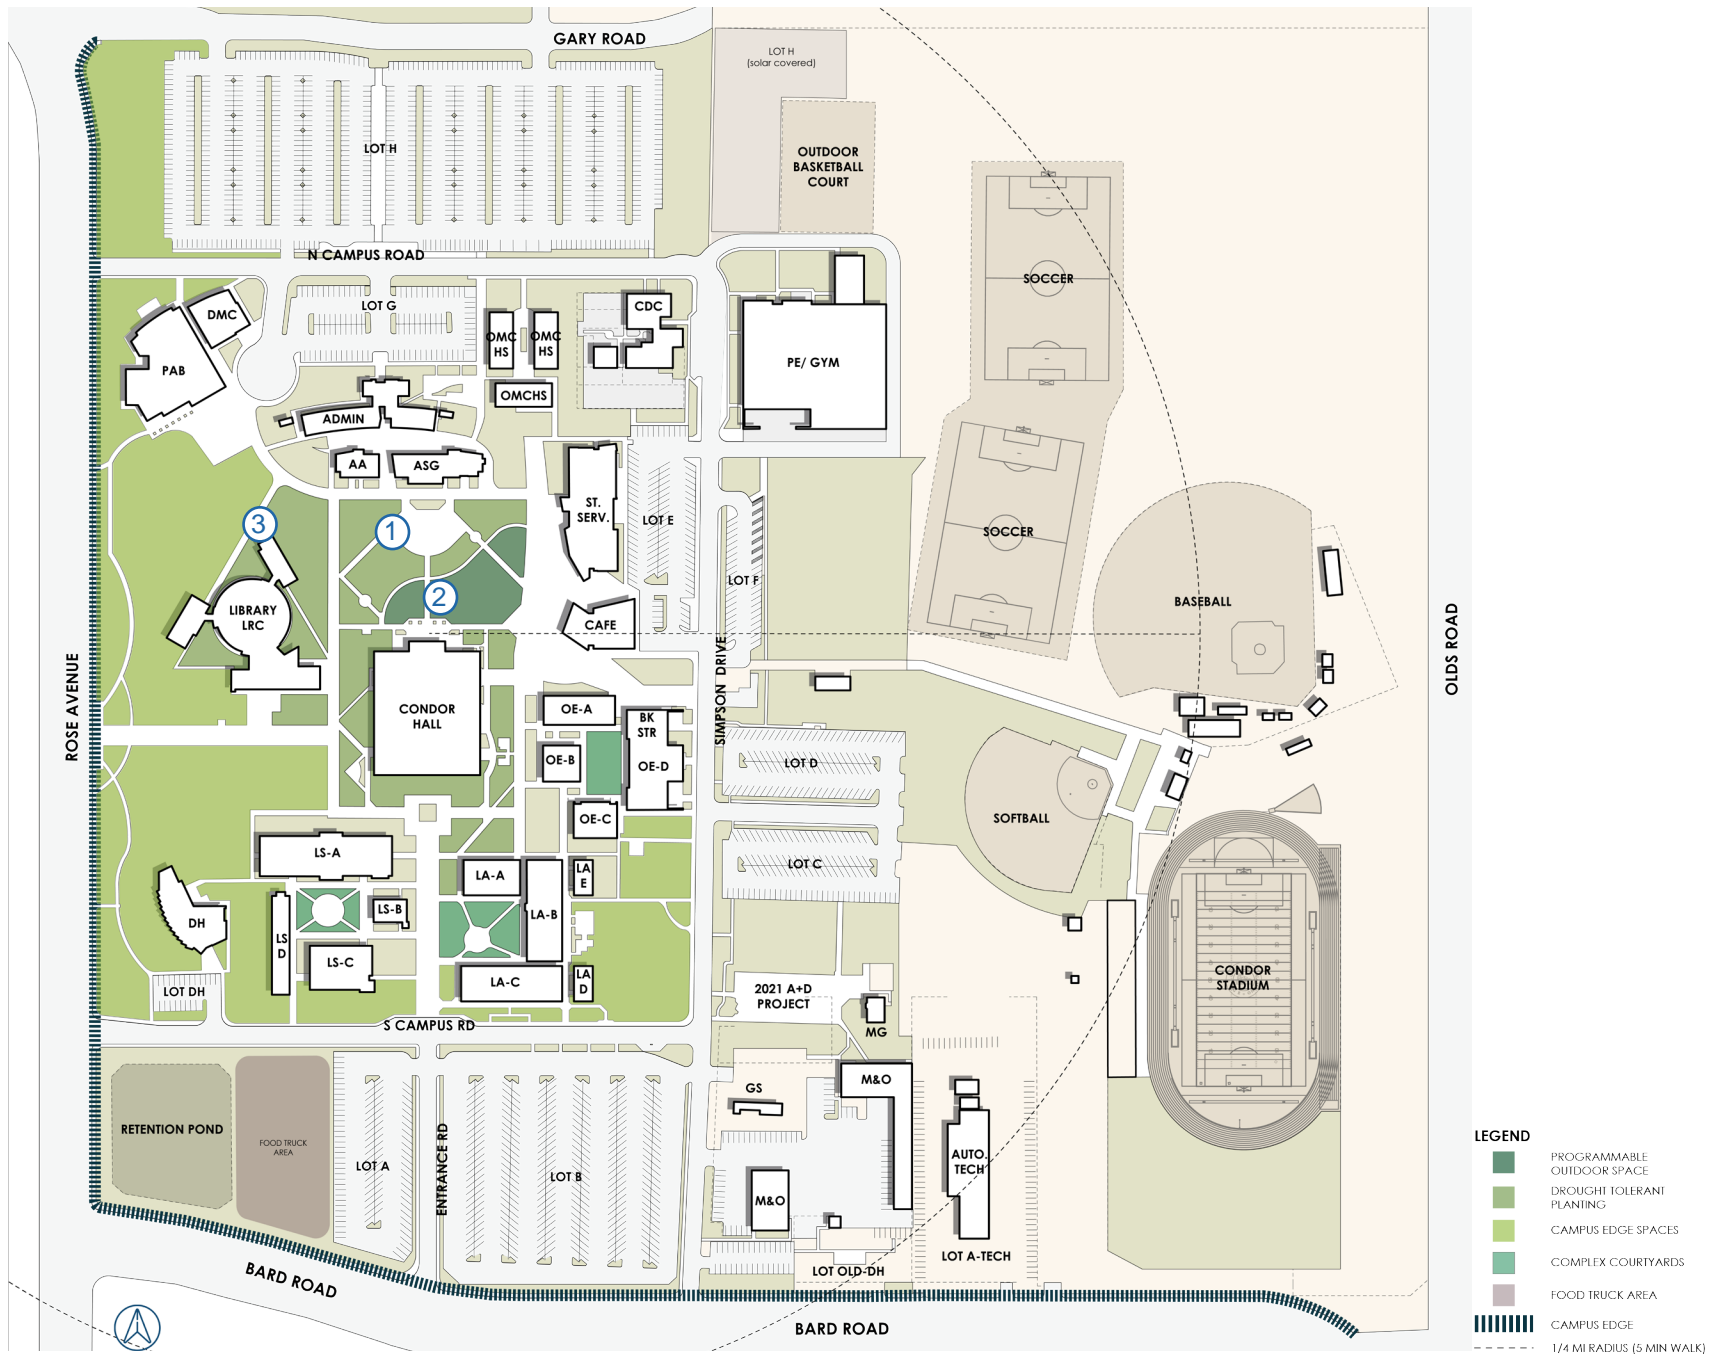 GARY ROAD
LOT H
(solar covered)
OUTDOOR
BASKETBALL
COURT
LOT H
SOCCER
N CAMPUS ROAD
LOT G
DMC
CDC
OMC
HS
OMC
HS
PAB
PE/ GYM
OMCHS
ADMIN
AA
ASG
ST.
SERV.
LOT E
3
1
SOCCER
LOT F
2
LIBRARY
LRC
CAFE
BASEBALL
ROSE AVENUE
SIMPSON DRIVE
OLDS ROAD
CONDOR
HALL
OE-A
BK
STR
OE-B
OE-D
LOT D
OE-C
SOFTBALL
LS-A
LOT C
LA-A
LA
E
LS-B
LA-B
DH
LS
D
LS-C
LA-C
LA
D
CONDOR
STADIUM
LOT DH
2021 A+D
PROJECT
S CAMPUS RD
MG
GS
M&O
RETENTION POND
FOOD TRUCK
AREA
LOT A
ENTRANCE RD
LOT B
AUTO.
TECH
M&O
LOT A-TECH
LOT OLD-DH
BARD ROAD
BARD ROAD
LEGEND
PROGRAMMABLE
OUTDOOR SPACE
DROUGHT TOLERANT
PLANTING
CAMPUS EDGE SPACES
COMPLEX COURTYARDS
FOOD TRUCK AREA
CAMPUS EDGE
1/4 MI RADIUS (5 MIN WALK)